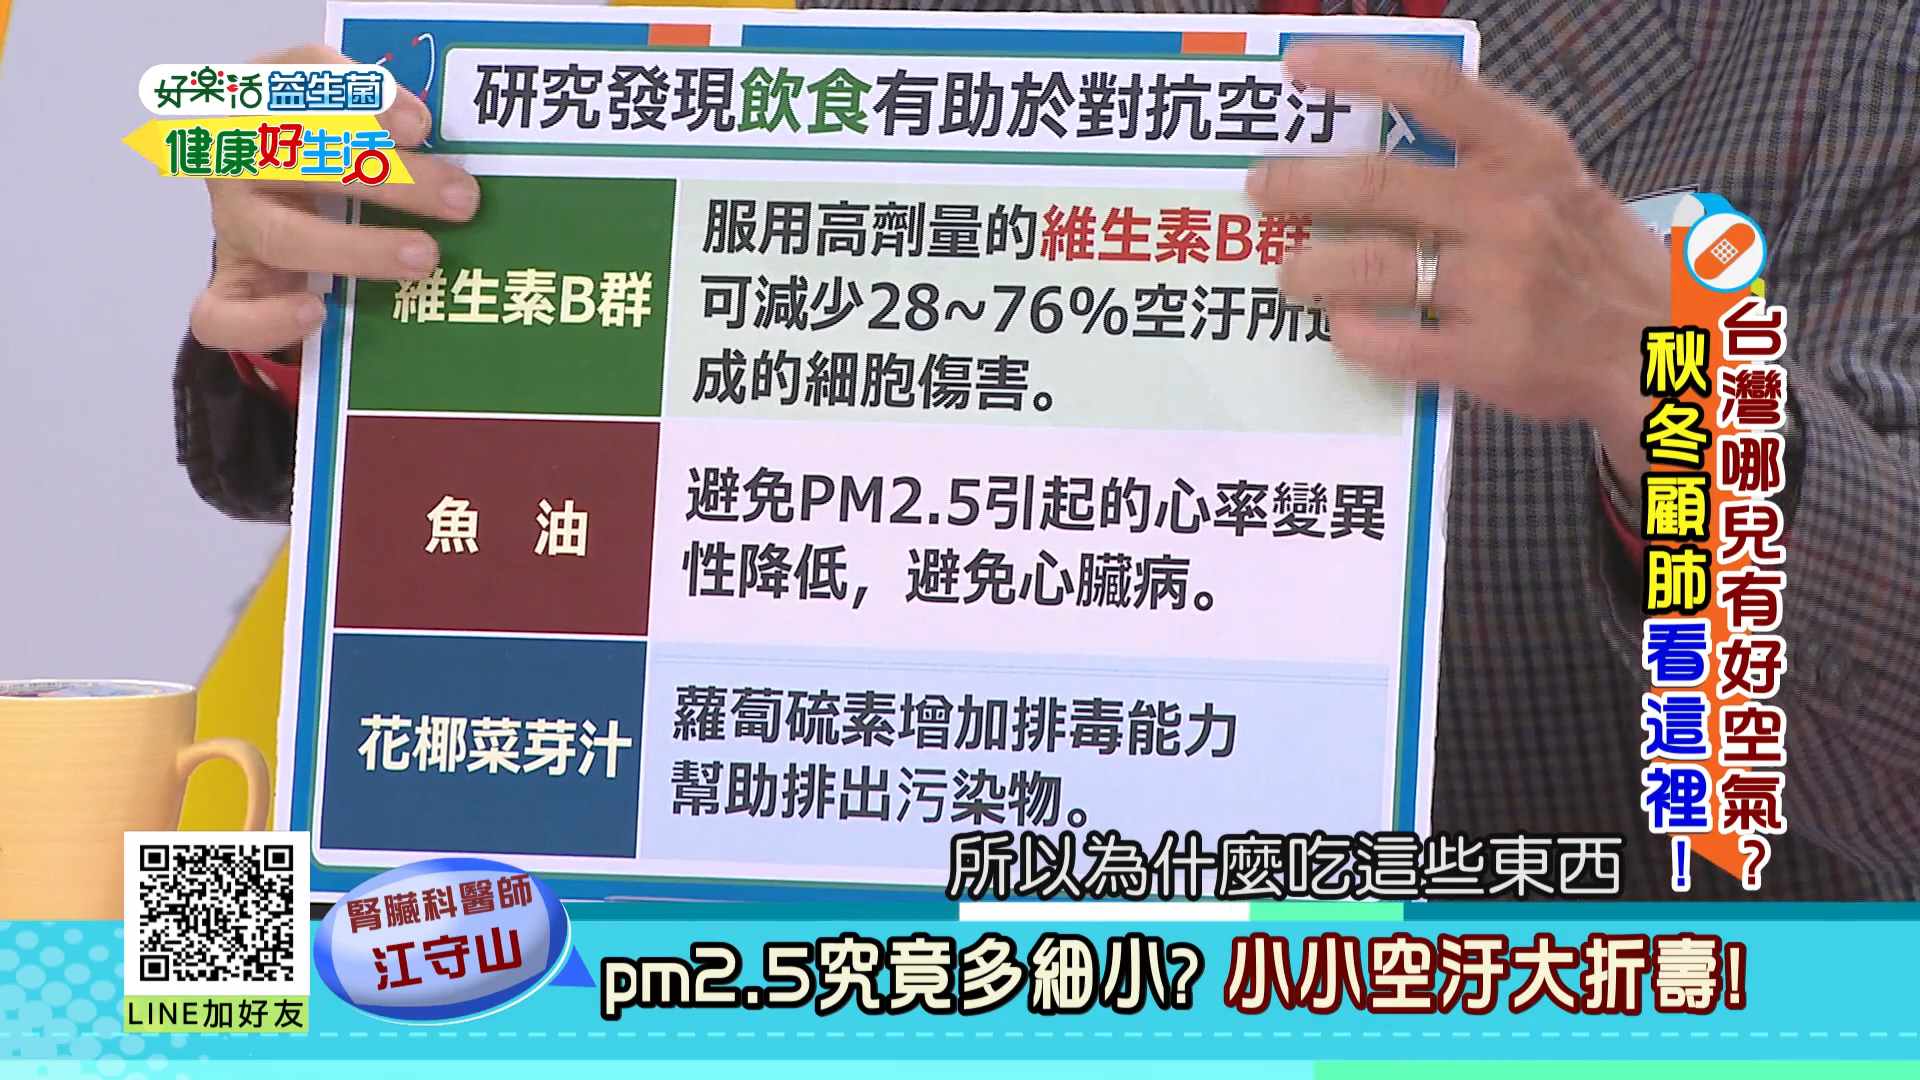 好樂活益生菌
健康好生活
研究發現飲食有助於對抗空汙
維生素B群
服用高劑量的維生素B群
可減少28~76%空汙所造
成的細胞傷害。
魚 油
避免PM2.5引起的心率變異
性降低，避免心臟病。
花椰菜芽汁
蘿蔔硫素增加排毒能力
幫助排出污染物。
台灣哪兒有好空氣?
秋冬顧肺看這裡!
所以為什麼吃這些東西
腎臟科醫師
江守山
pm2.5究竟多細小? 小小空汙大折壽!
LINE加好友